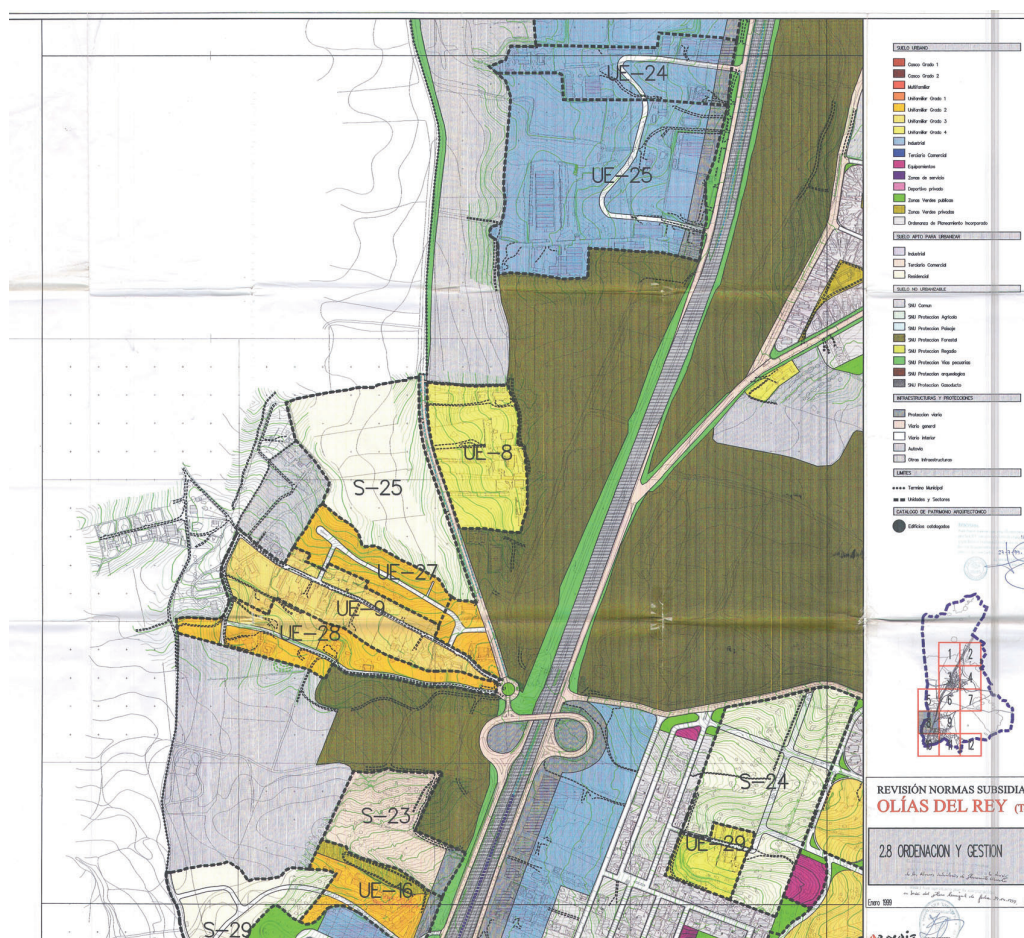 UE-24
UE-25
UE-8
S-25
UE-27
UE-9
UE-28
S-23
S-24
UE-29
UE-16
S-29
SUELO URBANO
Casco Grado 1
Casco Grado 2
Multifamiliar
Unifamiliar Grado 1
Unifamiliar Grado 2
Unifamiliar Grado 3
Unifamiliar Grado 4
Industrial
Terciario Comercial
Equipamientos
Zonas de servicio
Deportivo privado
Zonas Verdes publicas
Zonas Verdes privadas
Ordenanza de Planeamiento Incorporado
SUELO APTO PARA URBANIZAR
Industrial
Terciario Comercial
Residencial
SUELO NO URBANIZABLE
SNU Comun
SNU Proteccion Agricola
SNU Proteccion Paisaje
SNU Proteccion Forestal
SNU Proteccion Regadio
SNU Proteccion Vias pecuarias
SNU Proteccion arqueologica
SNU Proteccion Gasoducto
INFRAESTRUCTURAS Y PROTECCIONES
Proteccion viario
Viario general
Viario interior
Autovia
Otras Infraestructuras
LIMITES
Termino Municipal
Unidades y Sectores
CATALOGO DE PATRIMONIO ARQUITECTONICO
Edificios catalogados
1 2
4
6 7
9
12
REVISIÓN NORMAS SUBSIDIA
OLÍAS DEL REY (T
2.8 ORDENACION Y GESTION
Enero 1999